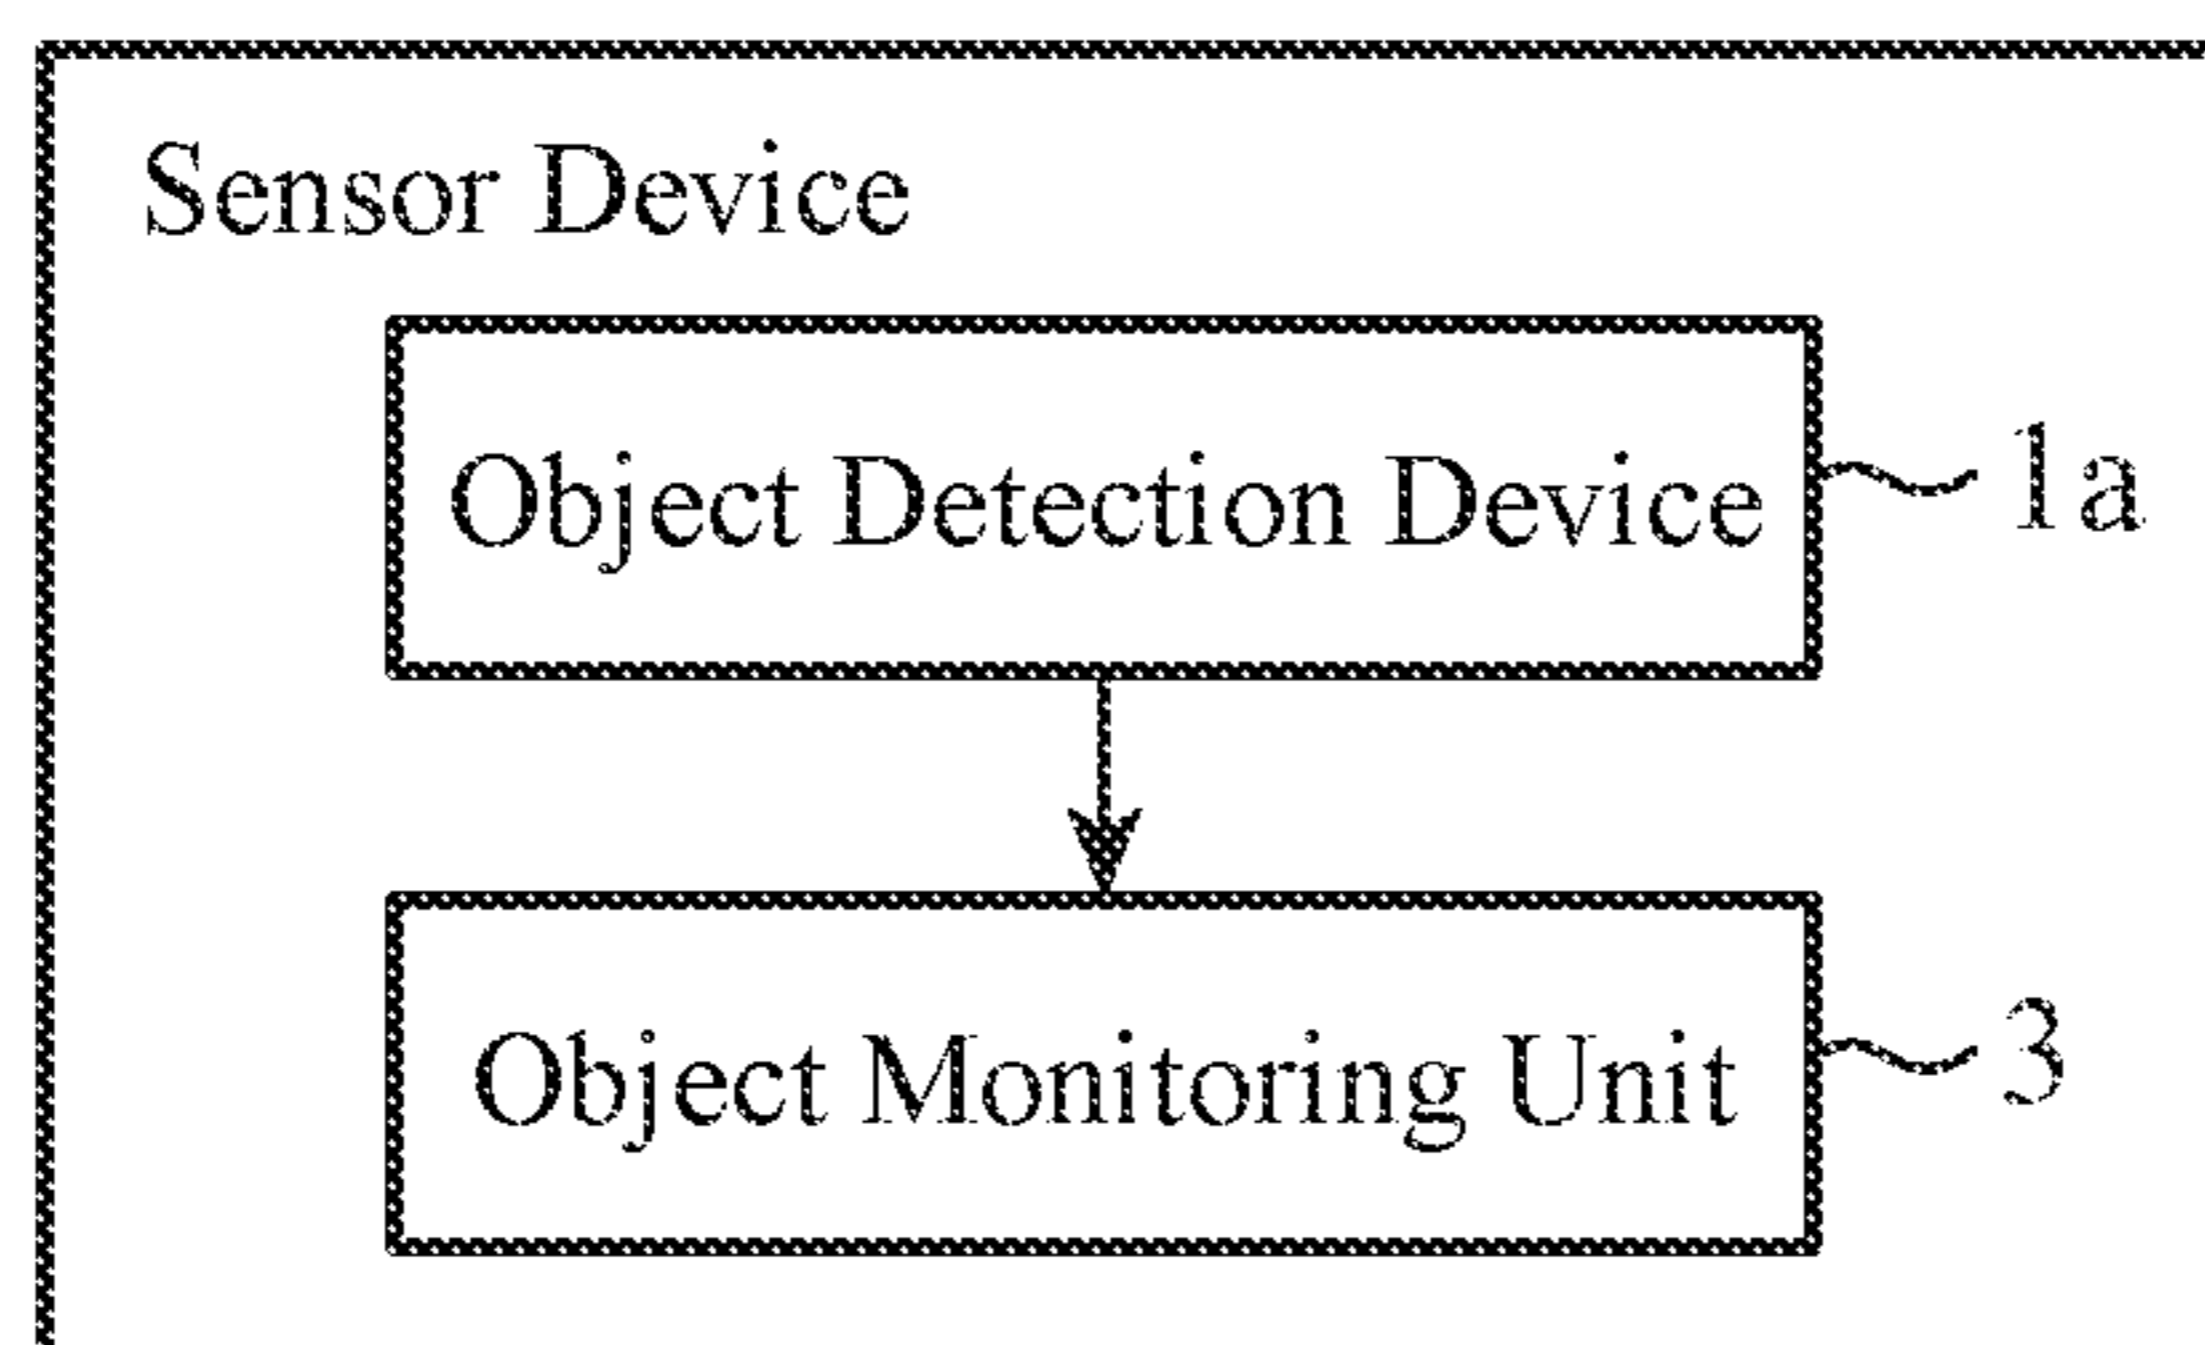 Sensor Device
Object Detection Device
1a
Object Monitoring Unit
3